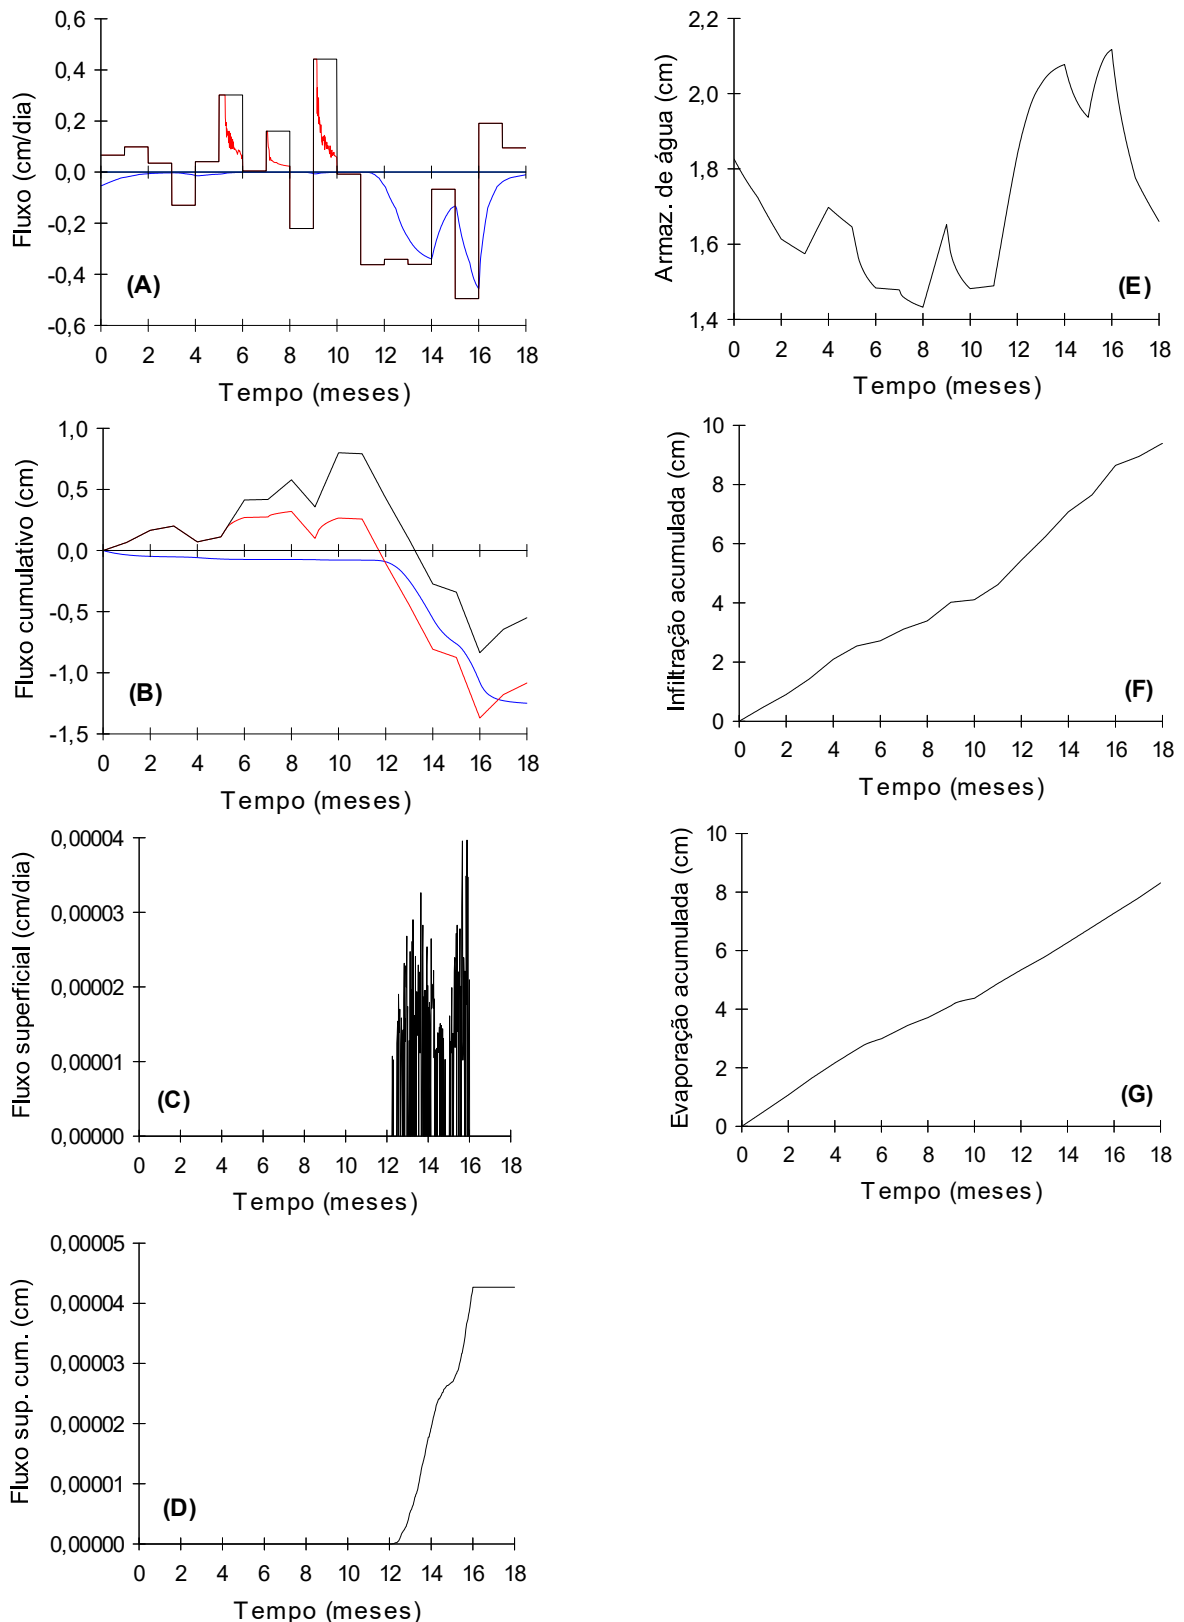 0,6
0,4
0,2
0,0
-0,2
-0,4
-0,6
Fluxo (cm/dia)
(A)
0 2 4 6 8 10 12 14 16 18
Tempo (meses)
2,2
2,0
1,8
1,6
1,4
Armaz. de água (cm)
(E)
0 2 4 6 8 10 12 14 16 18
Tempo (meses)
1,0
0,5
0,0
-0,5
-1,0
-1,5
Fluxo cumulativo (cm)
(B)
0 2 4 6 8 10 12 14 16 18
Tempo (meses)
10
8
6
4
2
0
Infiltração acumulada (cm)
(F)
0 2 4 6 8 10 12 14 16 18
Tempo (meses)
0,00004
0,00003
0,00002
0,00001
0,00000
Fluxo superficial (cm/dia)
(C)
0 2 4 6 8 10 12 14 16 18
Tempo (meses)
10
8
6
4
2
0
Evaporação acumulada (cm)
(G)
0 2 4 6 8 10 12 14 16 18
Tempo (meses)
0,00005
0,00004
0,00003
0,00002
0,00001
0,00000
Fluxo sup. cum. (cm)
(D)
0 2 4 6 8 10 12 14 16 18
Tempo (meses)